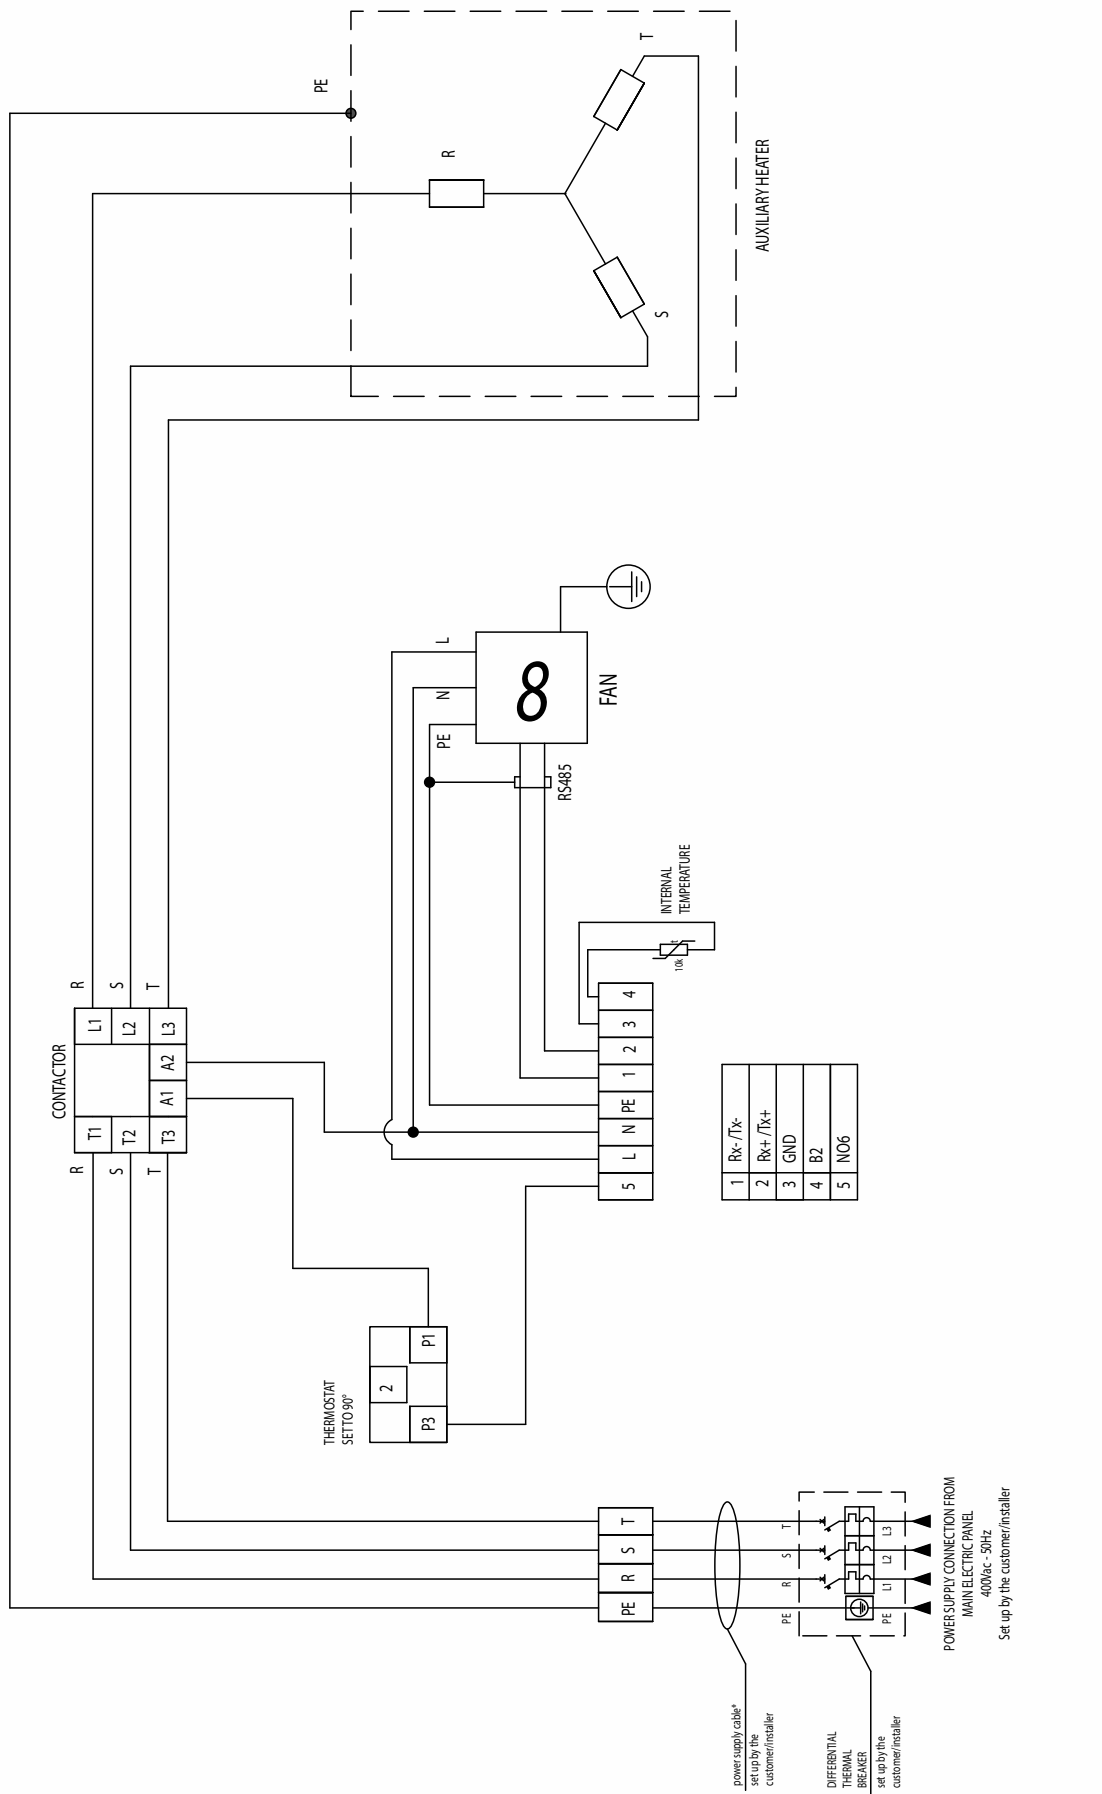 PE
R
T
S
AUXILIARY HEATER
CONTACTOR
R
S
T
L1
L2
L3
A2
A1
T1
T2
T3
R
S
T
L
N
PE
8
FAN
RS485
INTERNAL
TEMPERATURE
10k
t
4
3
2
1
PE
N
L
5
1 Rx- /Tx-
2 Rx+ /Tx+
3 GND
4 B2
5 NO6
THERMOSTAT
SET TO 90°
P1
2
P3
T
S
R
PE
T
S
R
PE
L3
L2
L1
PE
POWER SUPPLY CONNECTION FROM
MAIN ELECTRIC PANEL
400Vac - 50Hz
Set up by the customer/installer
power supply cable*
set up by the
customer/installer
DIFFERENTIAL
THERMAL
BREAKER
set up by the
customer/installer